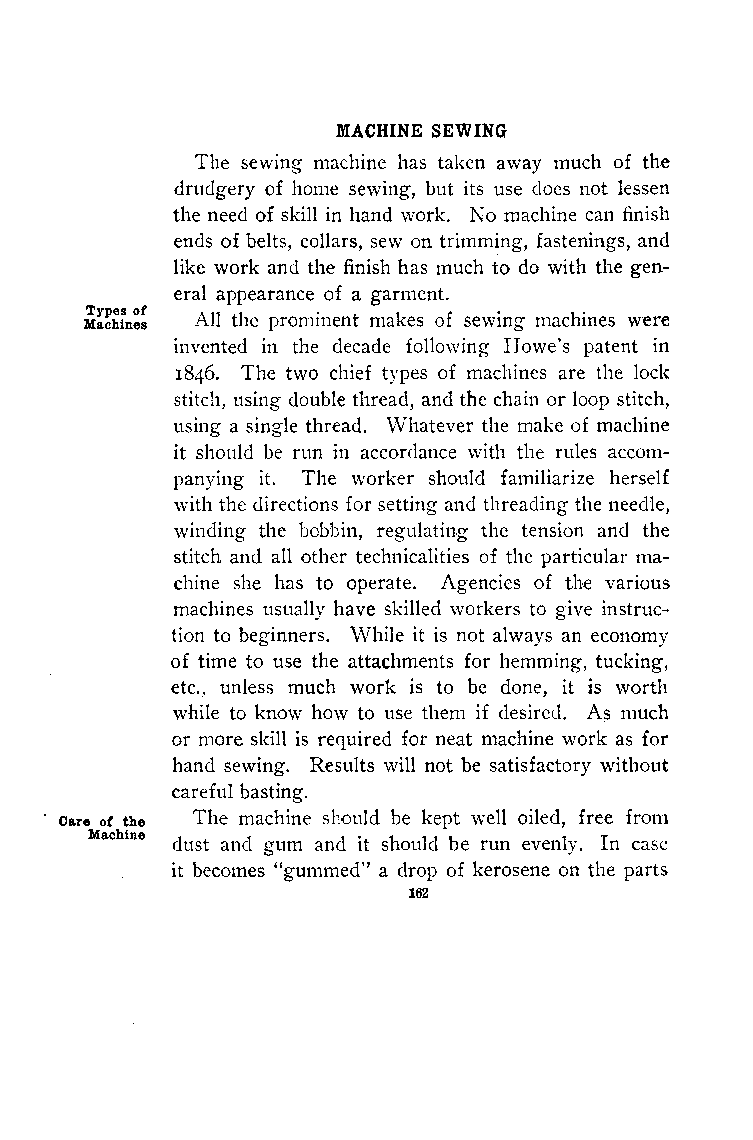 MACHINE SEWING
The sewing machine has taken away much of the
drudgery of home sewing, but its use does not lessen
the need of skill in hand work. No machine can finish
ends of belts, collars, sew on trimming, fastenings, and
like work and the finish has much to do with the gen-
eral appearance of a garment.
Types of
Machines
All the prominent makes of sewing machines were
invented in the decade following Howe's patent in
1846. The two chief types of machines are the lock
stitch, using double thread, and the chain or loop stitch,
using a single thread. Whatever the make of machine
it should be run in accordance with the rules accom-
panying it. The worker should familiarize herself
with the directions for setting and threading the needle,
winding the bobbin, regulating the tension and the
stitch and all other technicalities of the particular ma-
chine she has to operate. Agencies of the various
machines usually have skilled workers to give instruc-
tion to beginners. While it is not always an economy
of time to use the attachments for hemming, tucking,
etc., unless much work is to be done, it is worth
while to know how to use them if desired. As much
or more skill is required for neat machine work as for
hand sewing. Results will not be satisfactory without
careful basting.
Care of the
Machine
The machine should be kept well oiled, free from
dust and gum and it should be run evenly. In case
it becomes "gummed" a drop of kerosene on the parts
162